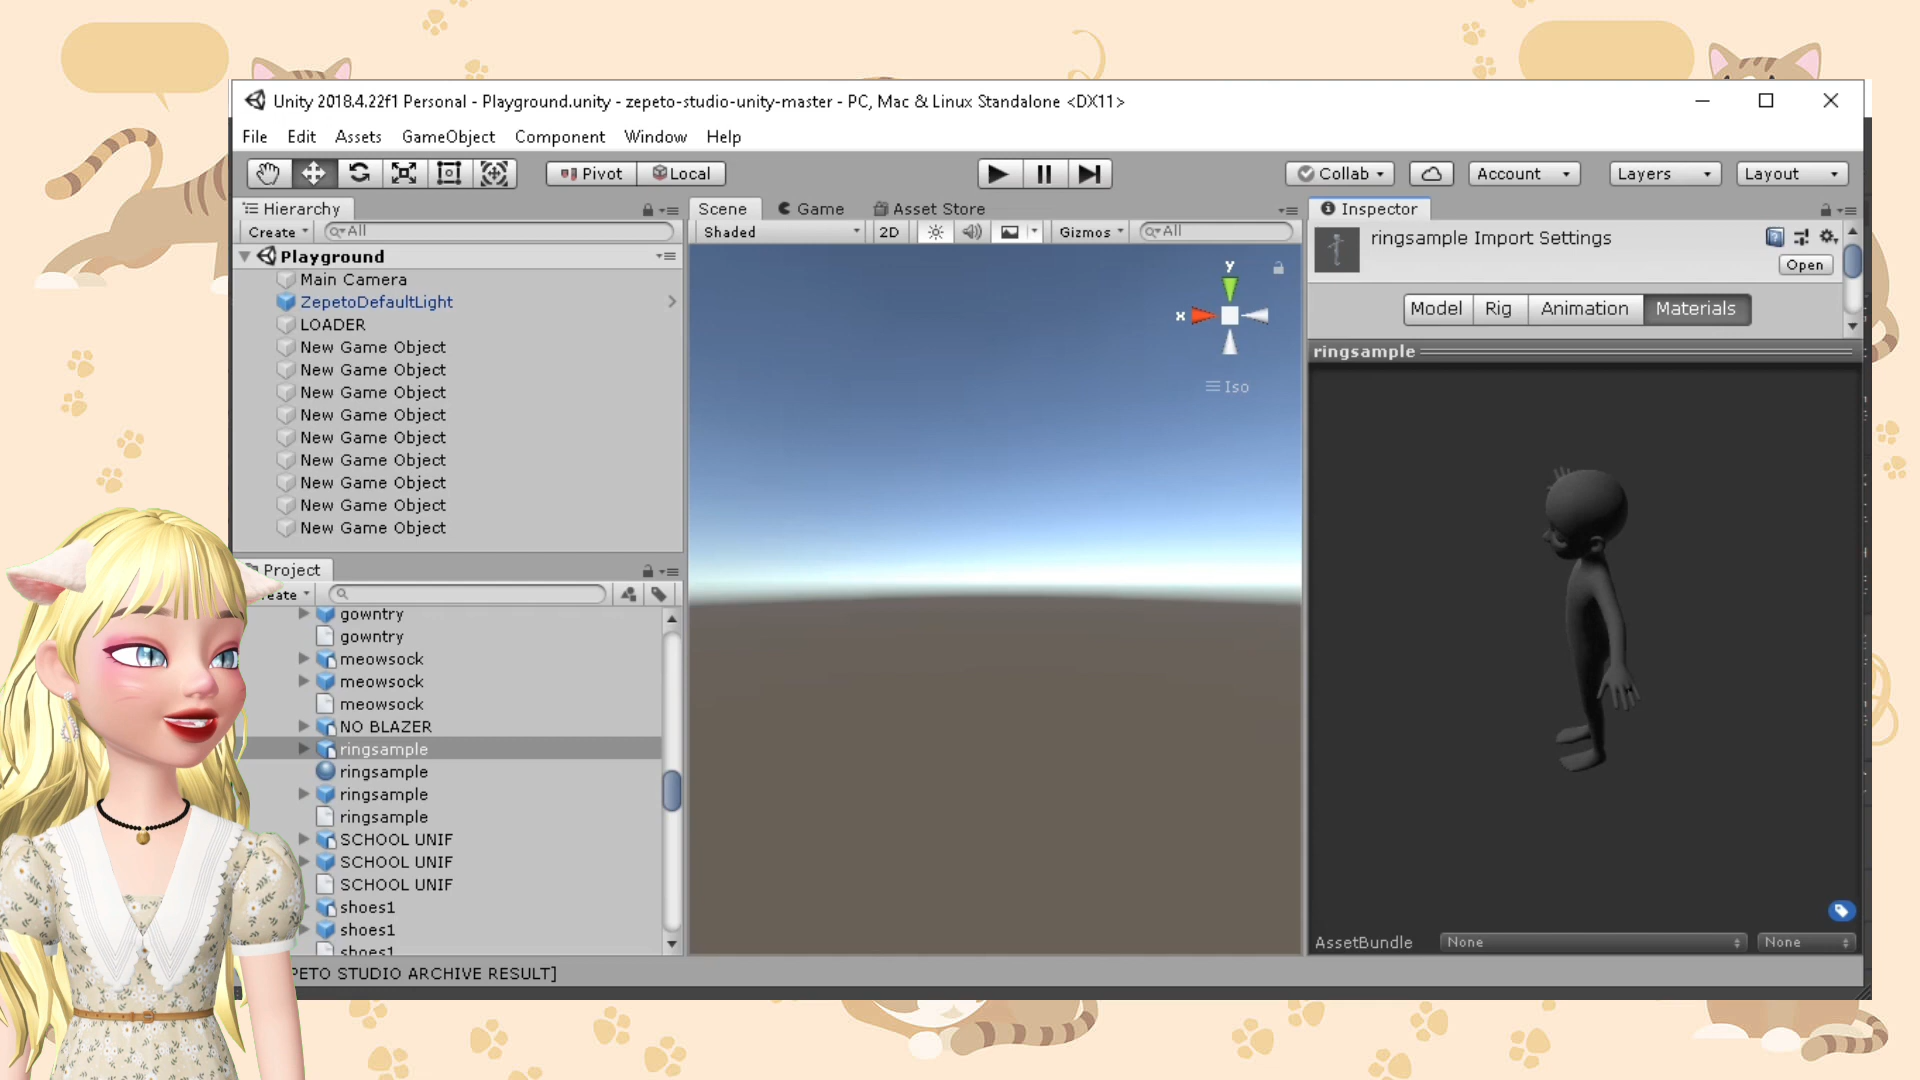 Unity 2018.4.22f1 Personal - Playground.unity - zepeto-studio-unity-master - PC, Mac & Linux Standalone <DX11>
File Edit Assets GameObject Component Window Help
Pivot Local Collab Account Layers Layout
Hierarchy
Create All
Playground
Main Camera
ZepetoDefaultLight
LOADER
New Game Object
New Game Object
New Game Object
New Game Object
New Game Object
New Game Object
New Game Object
New Game Object
New Game Object
Project
eate
gowntry
gowntry
meowsock
meowsock
meowsock
NO BLAZER
ringsample
ringsample
ringsample
ringsample
SCHOOL UNIF
SCHOOL UNIF
SCHOOL UNIF
shoes1
shoes1
shoes1
PETO STUDIO ARCHIVE RESULT]
Scene Game Asset Store
Shaded 2D Gizmos All
y
x
Iso
Inspector
ringsample Import Settings
Open
Model Rig Animation Materials
ringsample
AssetBundle None None